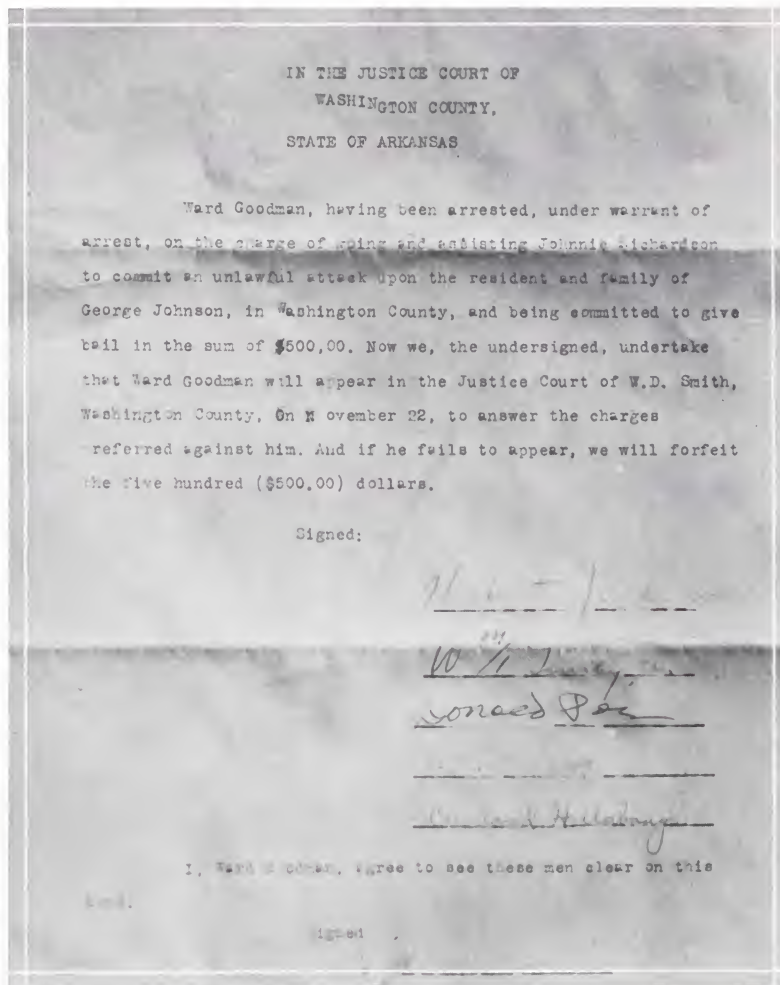 IN THE JUSTICE COURT OF
WASHINGTON COUNTY,
STATE OF ARKANSAS
Ward Goodman, having been arrested, under warrant of
arrest, on the charge of going and assisting Johnnie Richardson
to commit an unlawful attack upon the resident and family of
George Johnson, in Washington County, and being committed to give
bail in the sum of $500,00. Now we, the undersigned, undertake
that Ward Goodman will appear in the Justice Court of W.D. Smith,
Washington County, On N ovember 22, to answer the charges
referred against him. And if he fails to appear, we will forfeit
the five hundred ($500.00) dollars.
Signed:
Donald
I, Ward Goodman, agree to see these men clear on this
bond.
igned